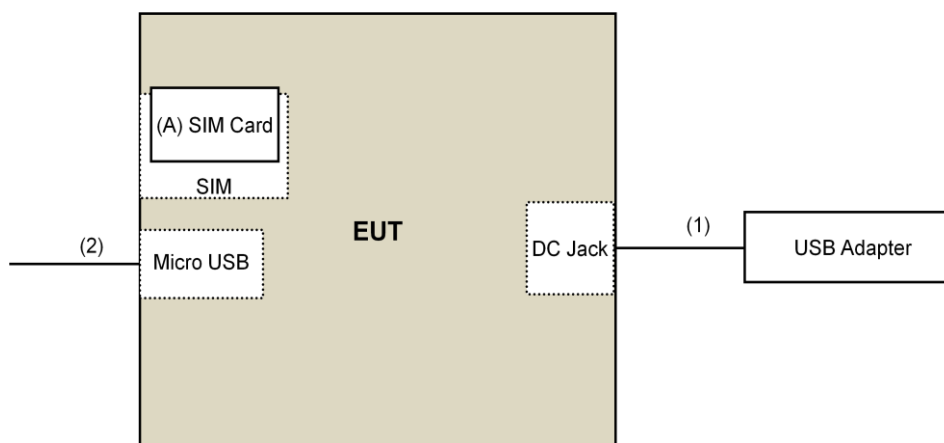 (A) SIM Card
SIM
(2)
Micro USB
EUT
DC Jack
(1)
USB Adapter